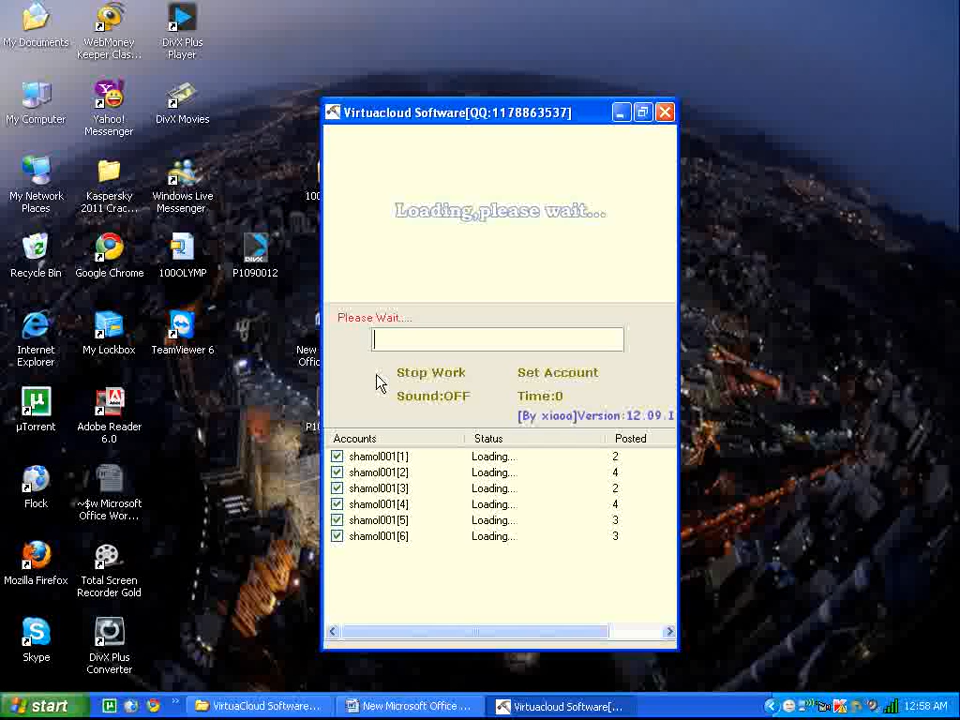 My Documents
WebMoney
Keeper Clas...
DivX Plus
Player
My Computer
Yahoo!
Messenger
DivX Movies
My Network
Places
Kaspersky
2011 Crac...
Windows Live
Messenger
Recycle Bin
Google Chrome
100OLYMP
P1090012
Internet
Explorer
My Lockbox
TeamViewer 6
µTorrent
Adobe Reader
6.0
Flock
~$w Microsoft
Office Wor...
Mozilla Firefox
Total Screen
Recorder Gold
Skype
DivX Plus
Converter
Virtuacloud Software[QQ:1178863537]
Loading,please wait...
Please Wait....
Stop Work
Set Account
Sound:OFF
Time:0
[By xiaoa]Version:12.09.1
Accounts Status Posted
shamol001[1] Loading... 2
shamol001[2] Loading... 4
shamol001[3] Loading... 2
shamol001[4] Loading... 4
shamol001[5] Loading... 3
shamol001[6] Loading... 3
start
VirtuaCloud Software...
New Microsoft Office ...
Virtuacloud Software[...
12:58 AM